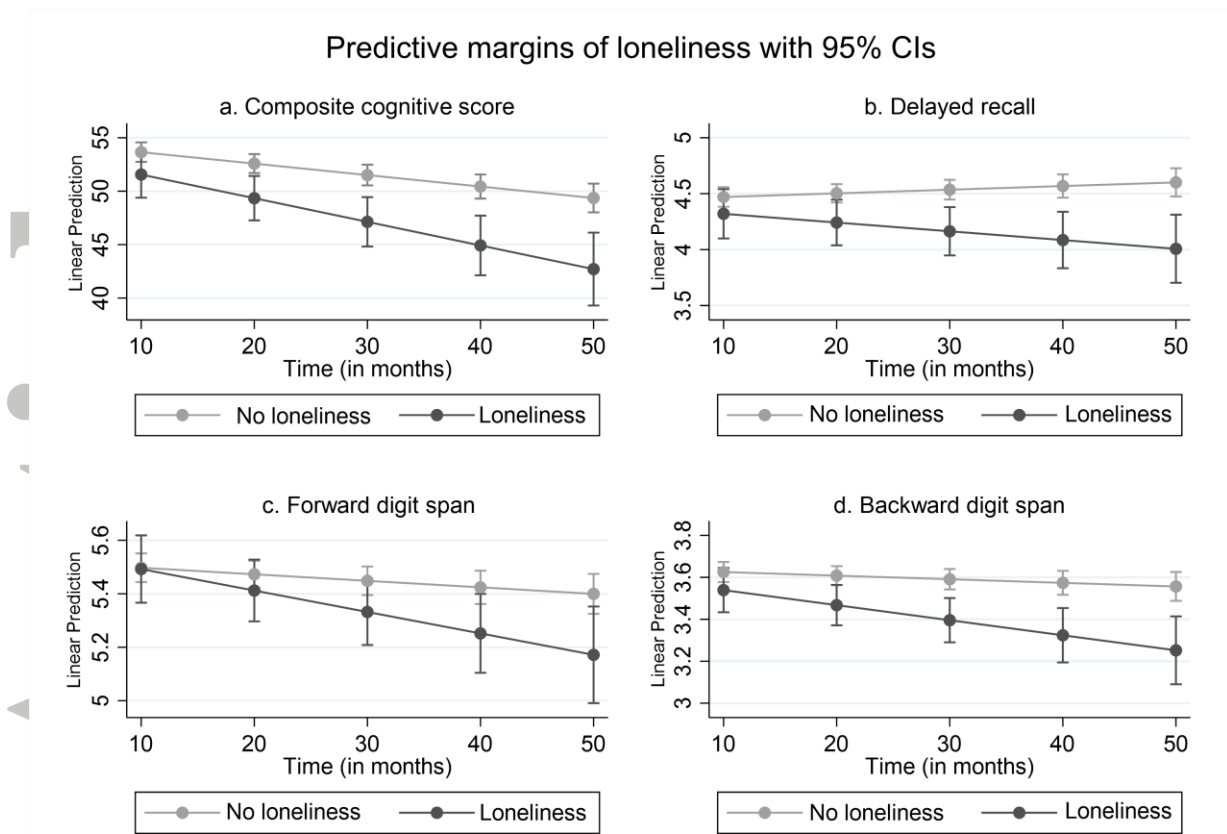 Predictive margins of loneliness with 95% CIs
a. Composite cognitive score
Linear Prediction
55
50
45
40
10 20 30 40 50
Time (in months)
No loneliness Loneliness
b. Delayed recall
Linear Prediction
5
4.5
4
3.5
10 20 30 40 50
Time (in months)
No loneliness Loneliness
c. Forward digit span
Linear Prediction
5.6
5.4
5.2
5
10 20 30 40 50
Time (in months)
No loneliness Loneliness
d. Backward digit span
Linear Prediction
3.8
3.6
3.4
3.2
3
10 20 30 40 50
Time (in months)
No loneliness Loneliness